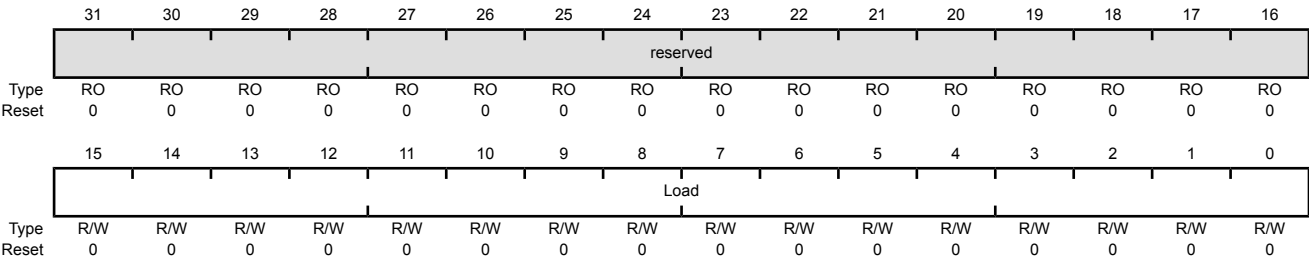 31 30 29 28 27 26 25 24 23 22 21 20 19 18 17 16
reserved
Type RO RO RO RO RO RO RO RO RO RO RO RO RO RO RO RO
Reset 0 0 0 0 0 0 0 0 0 0 0 0 0 0 0 0
15 14 13 12 11 10 9 8 7 6 5 4 3 2 1 0
Load
Type R/W R/W R/W R/W R/W R/W R/W R/W R/W R/W R/W R/W R/W R/W R/W R/W
Reset 0 0 0 0 0 0 0 0 0 0 0 0 0 0 0 0